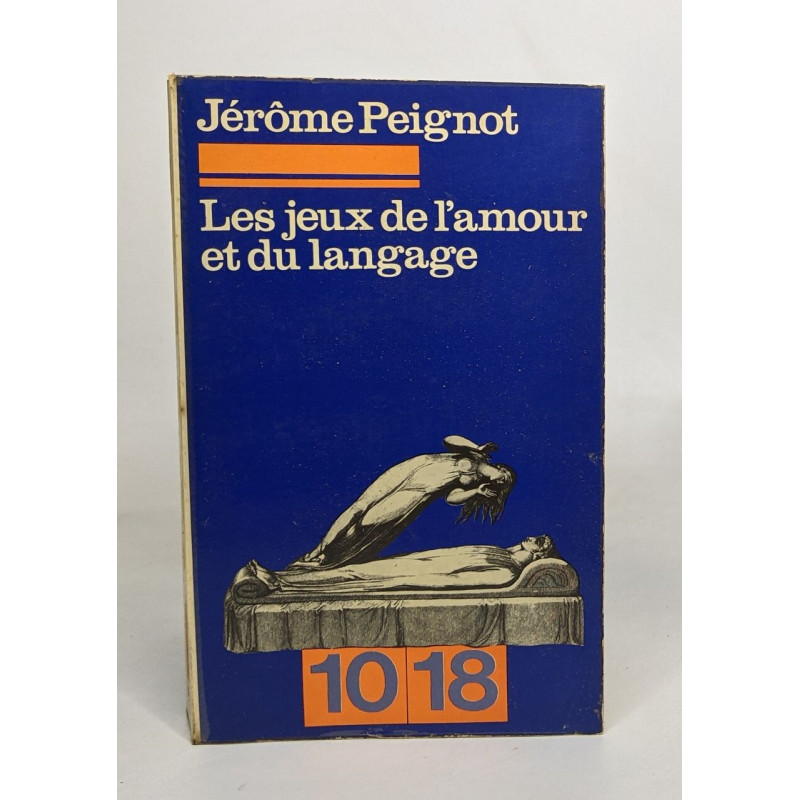 Jérôme Peignot
Les jeux de l'amour
et du langage
10 18